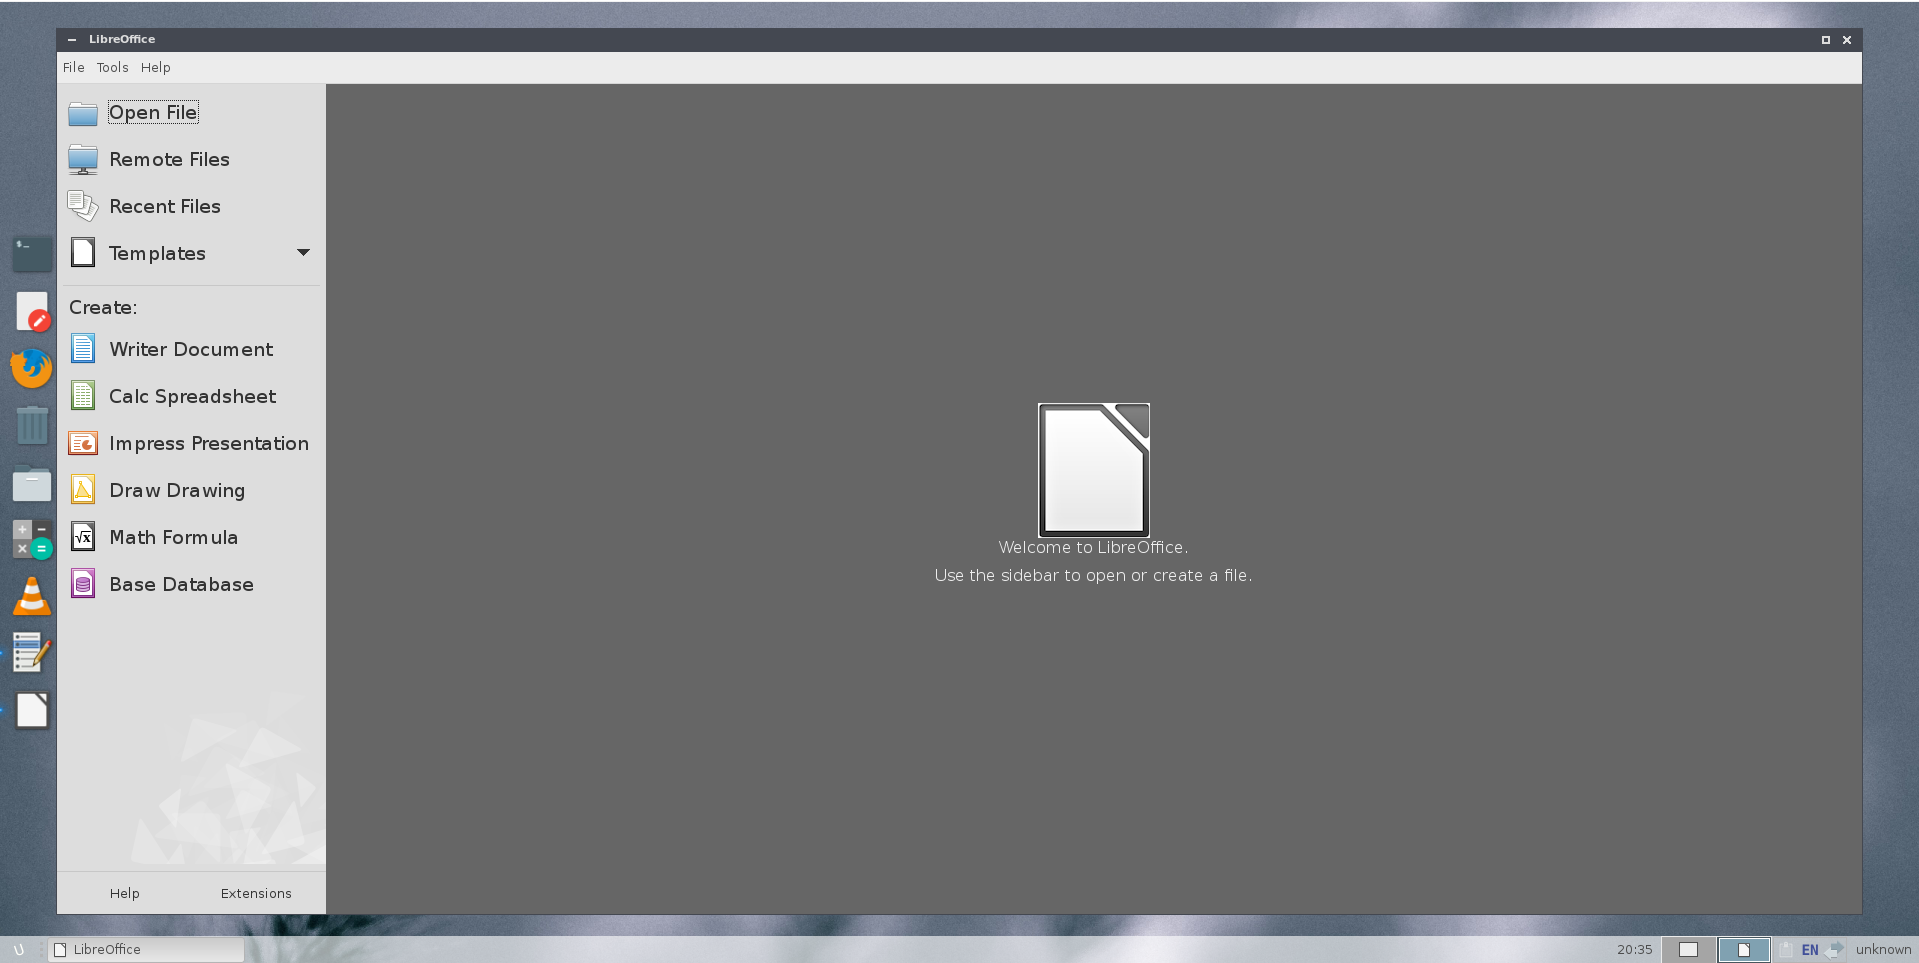 LibreOffice
File Tools Help
Open File
Remote Files
Recent Files
Templates
Create:
Writer Document
Calc Spreadsheet
Impress Presentation
Draw Drawing
Math Formula
Base Database
Welcome to LibreOffice.
Use the sidebar to open or create a file.
Help Extensions
LibreOffice 20:35 EN unknown